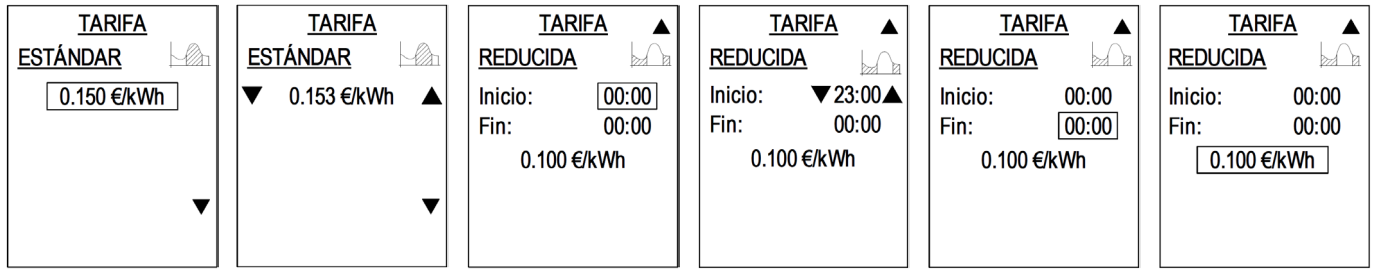 TARIFA
ESTÁNDAR
0.150 €/kWh
TARIFA
ESTÁNDAR
0.153 €/kWh
TARIFA
REDUCIDA
Inicio: 00:00
Fin: 00:00
0.100 €/kWh
TARIFA
REDUCIDA
Inicio: 23:00
Fin: 00:00
0.100 €/kWh
TARIFA
REDUCIDA
Inicio: 00:00
Fin: 00:00
0.100 €/kWh
TARIFA
REDUCIDA
Inicio: 00:00
Fin: 00:00
0.100 €/kWh